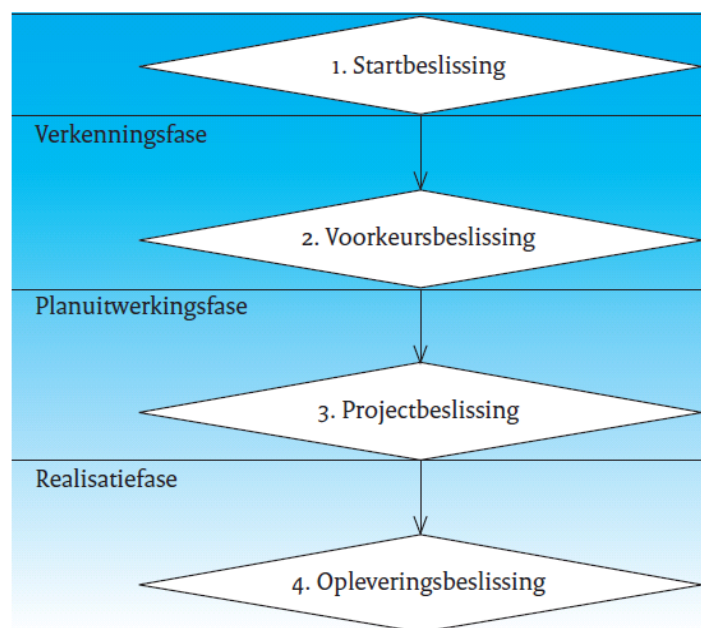 1. Startbeslissing
Verkenningsfase
2. Voorkeursbeslissing
Planuitwerkingsfase
3. Projectbeslissing
Realisatiefase
4. Opleveringsbeslissing